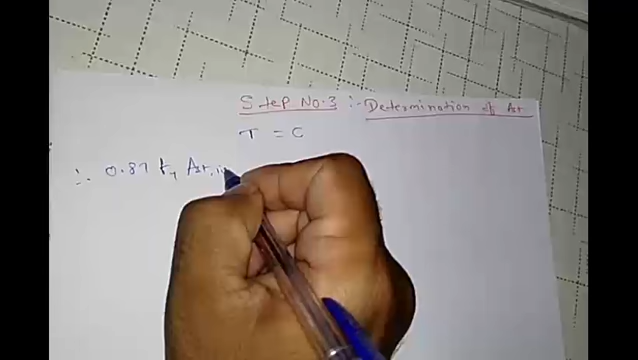 Step No.3 :- Determination of Ast
T = C
∴ 0.87 fy Ast,